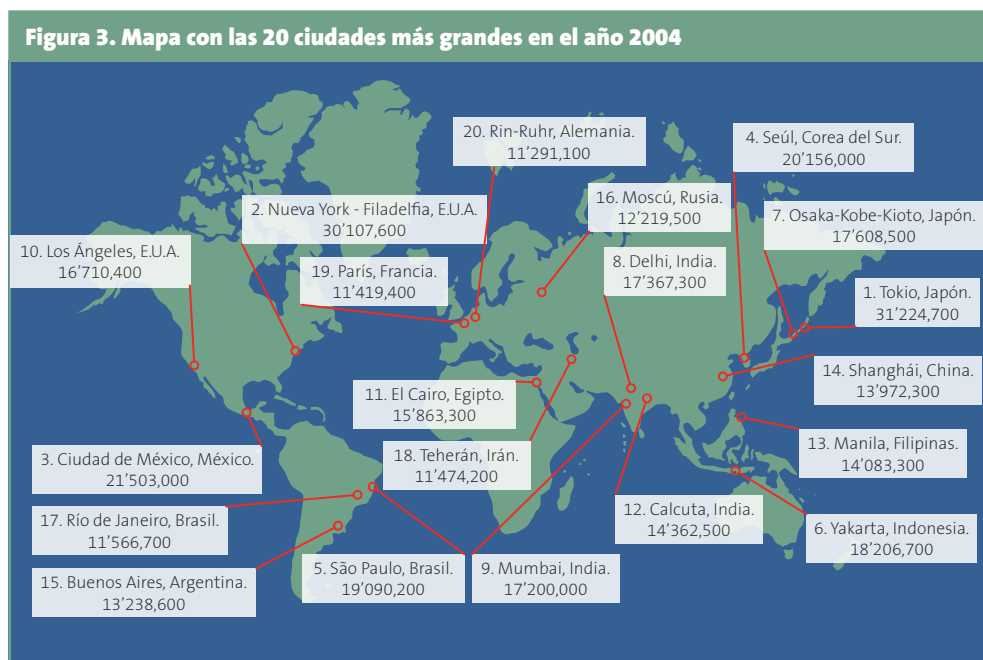 Figura 3. Mapa con las 20 ciudades más grandes en el año 2004
20. Rin-Ruhr, Alemania.
11’291,100
4. Seúl, Corea del Sur.
20’156,000
2. Nueva York - Filadelfia, E.U.A.
30’107,600
16. Moscú, Rusia.
12’219,500
7. Osaka-Kobe-Kioto, Japón.
17’608,500
10. Los Ángeles, E.U.A.
16’710,400
19. París, Francia.
11’419,400
8. Delhi, India.
17’367,300
1. Tokio, Japón.
31’224,700
14. Shanghái, China.
13’972,300
11. El Cairo, Egipto.
15’863,300
13. Manila, Filipinas.
14’083,300
18. Teherán, Irán.
11’474,200
3. Ciudad de México, México.
21’503,000
12. Calcuta, India.
14’362,500
17. Río de Janeiro, Brasil.
11’566,700
6. Yakarta, Indonesia.
18’206,700
5. São Paulo, Brasil.
19’090,200
9. Mumbai, India.
17’200,000
15. Buenos Aires, Argentina.
13’238,600